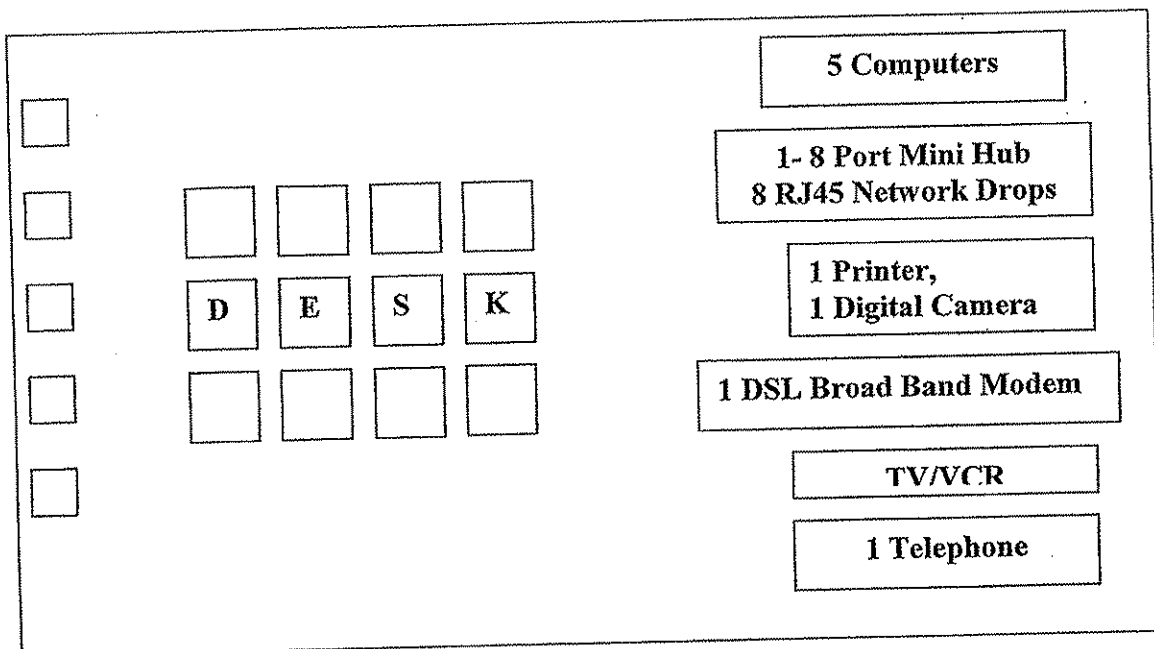 5 Computers
1- 8 Port Mini Hub
8 RJ45 Network Drops
D E S K
1 Printer,
1 Digital Camera
1 DSL Broad Band Modem
TV/VCR
1 Telephone